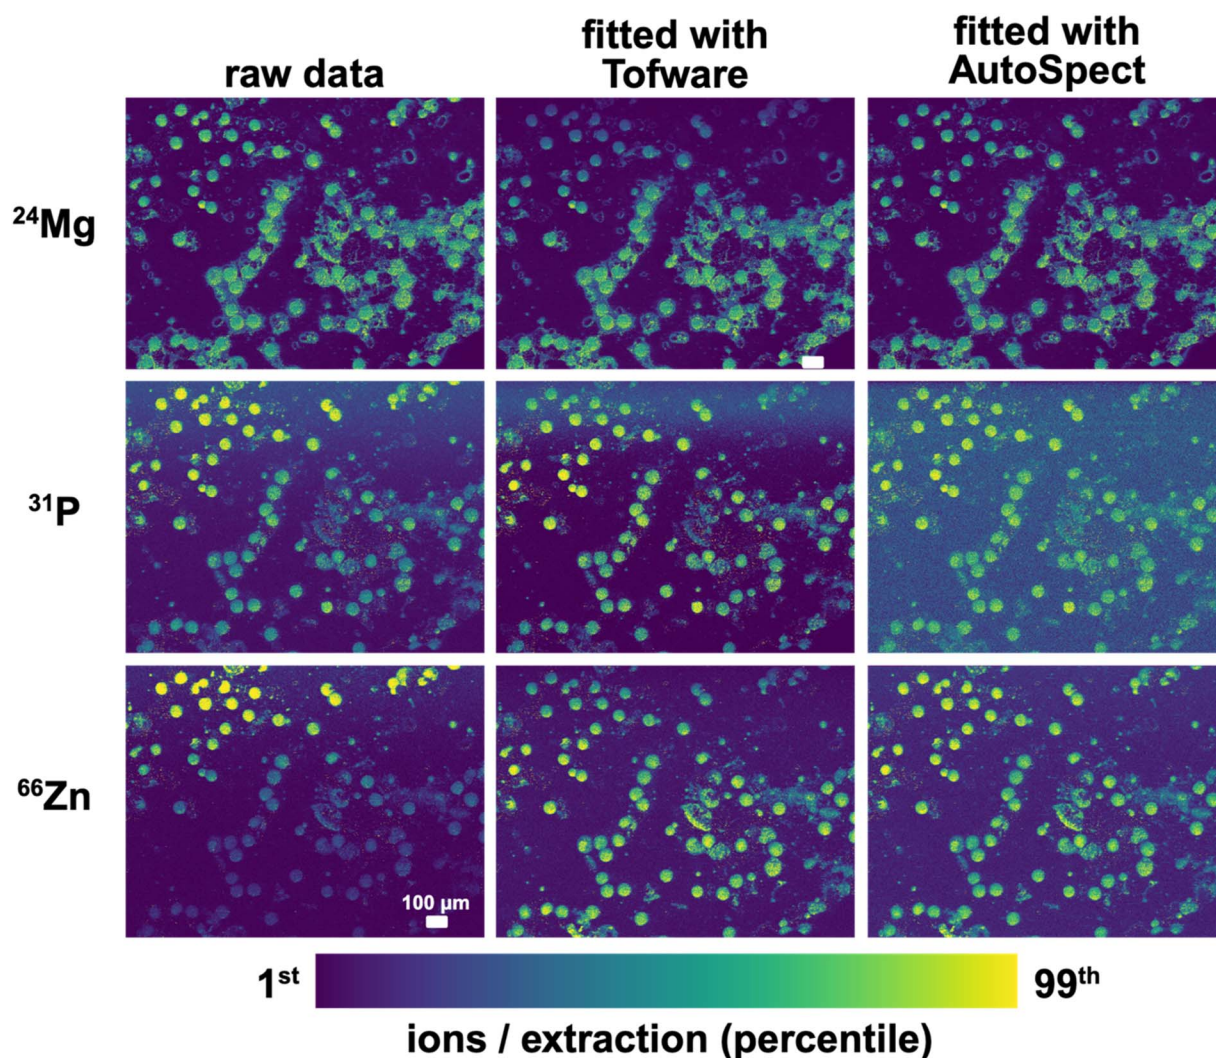 raw data
fitted with
Tofware
fitted with
AutoSpect
²⁴Mg
³¹P
⁶⁶Zn
100 µm
1ˢᵗ
99ᵗʰ
ions / extraction (percentile)